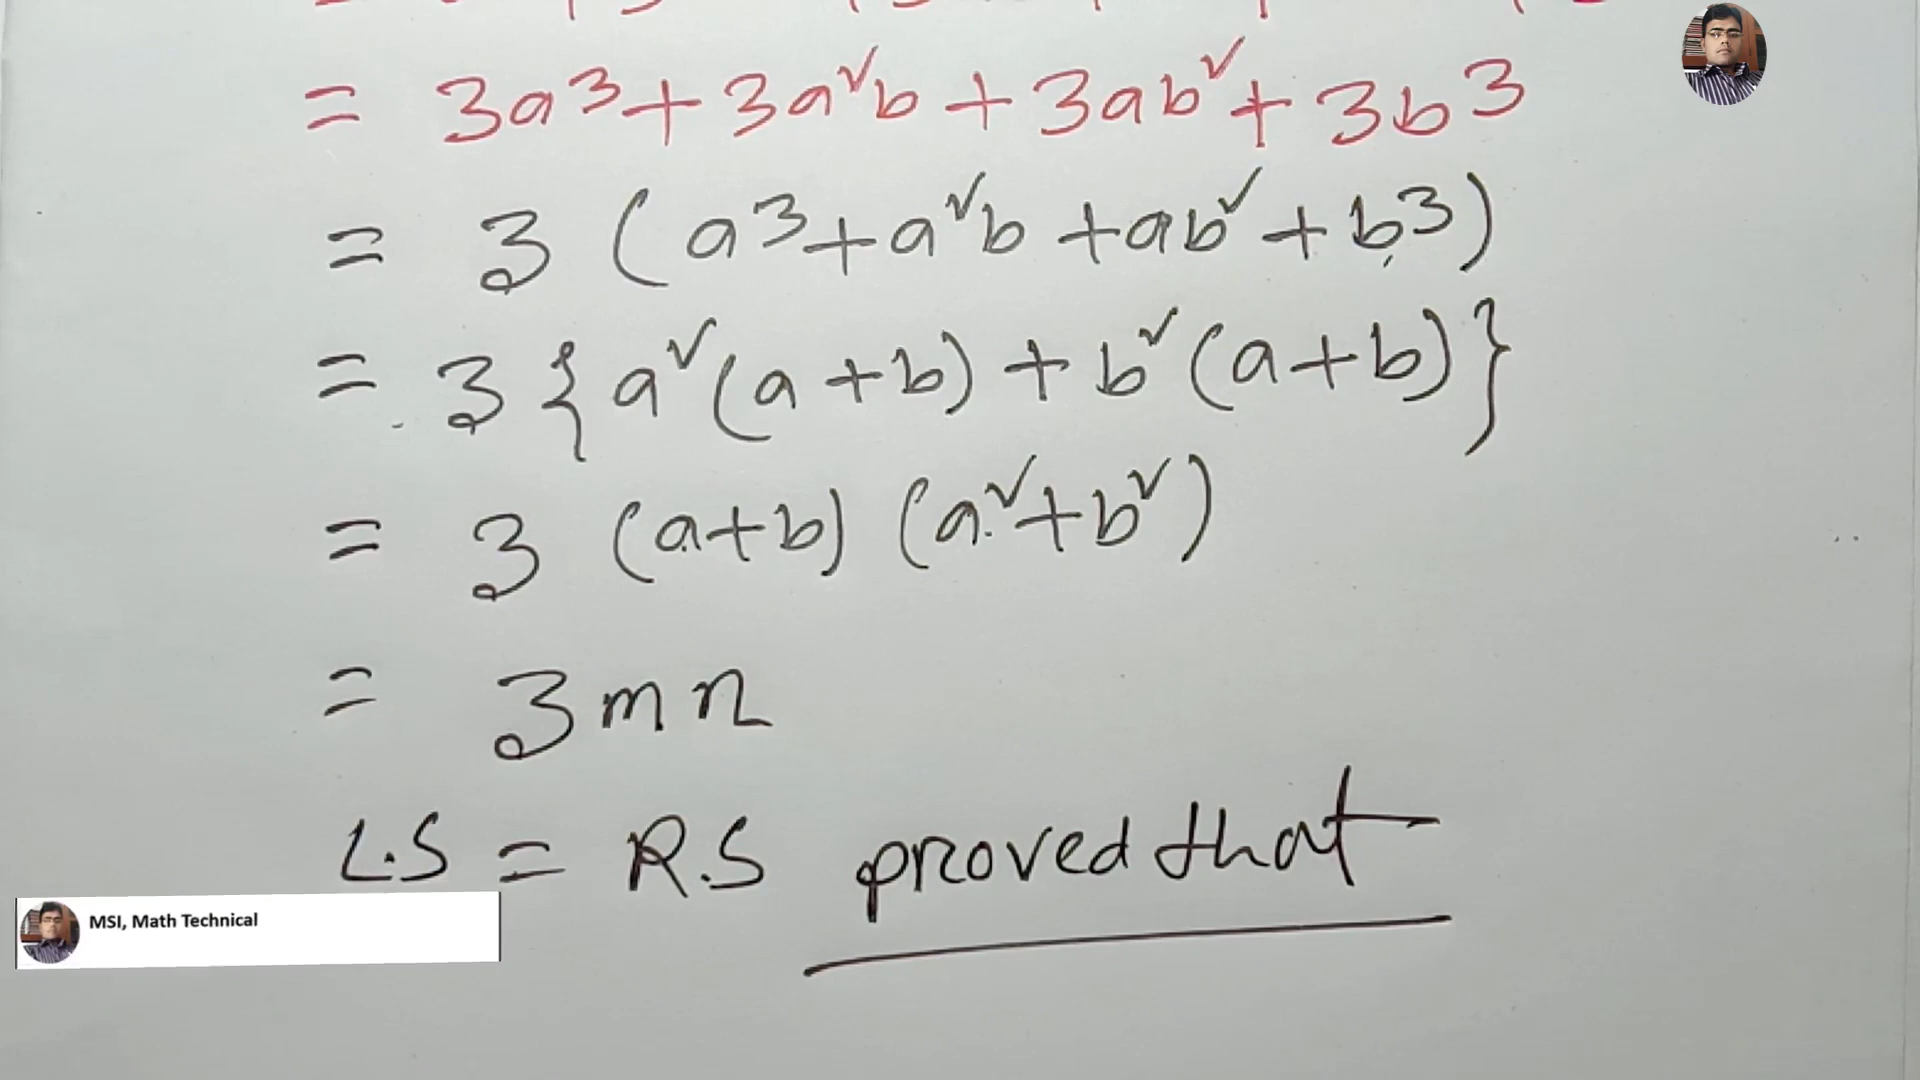 = 3a³ + 3a²b + 3ab² + 3b³
= 3 (a³ + a²b + ab² + b³)
= 3 { a² (a + b) + b² (a + b) }
= 3 (a+b) (a² + b²)
= 3 m n
L.S = R.S proved that
MSI, Math Technical